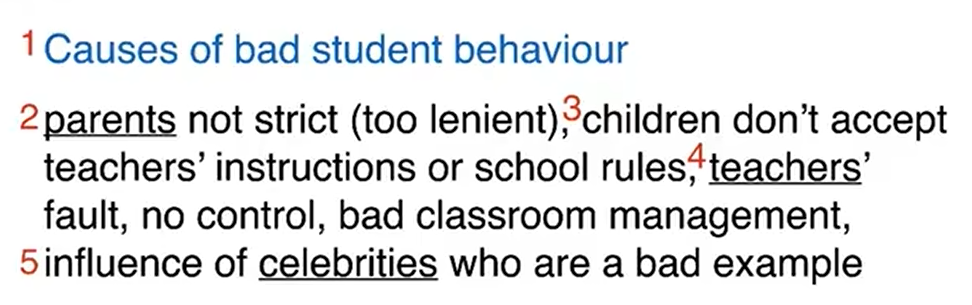 1 Causes of bad student behaviour
2 parents not strict (too lenient),3 children don't accept
teachers' instructions or school rules,4 teachers'
fault, no control, bad classroom management,
5 influence of celebrities who are a bad example